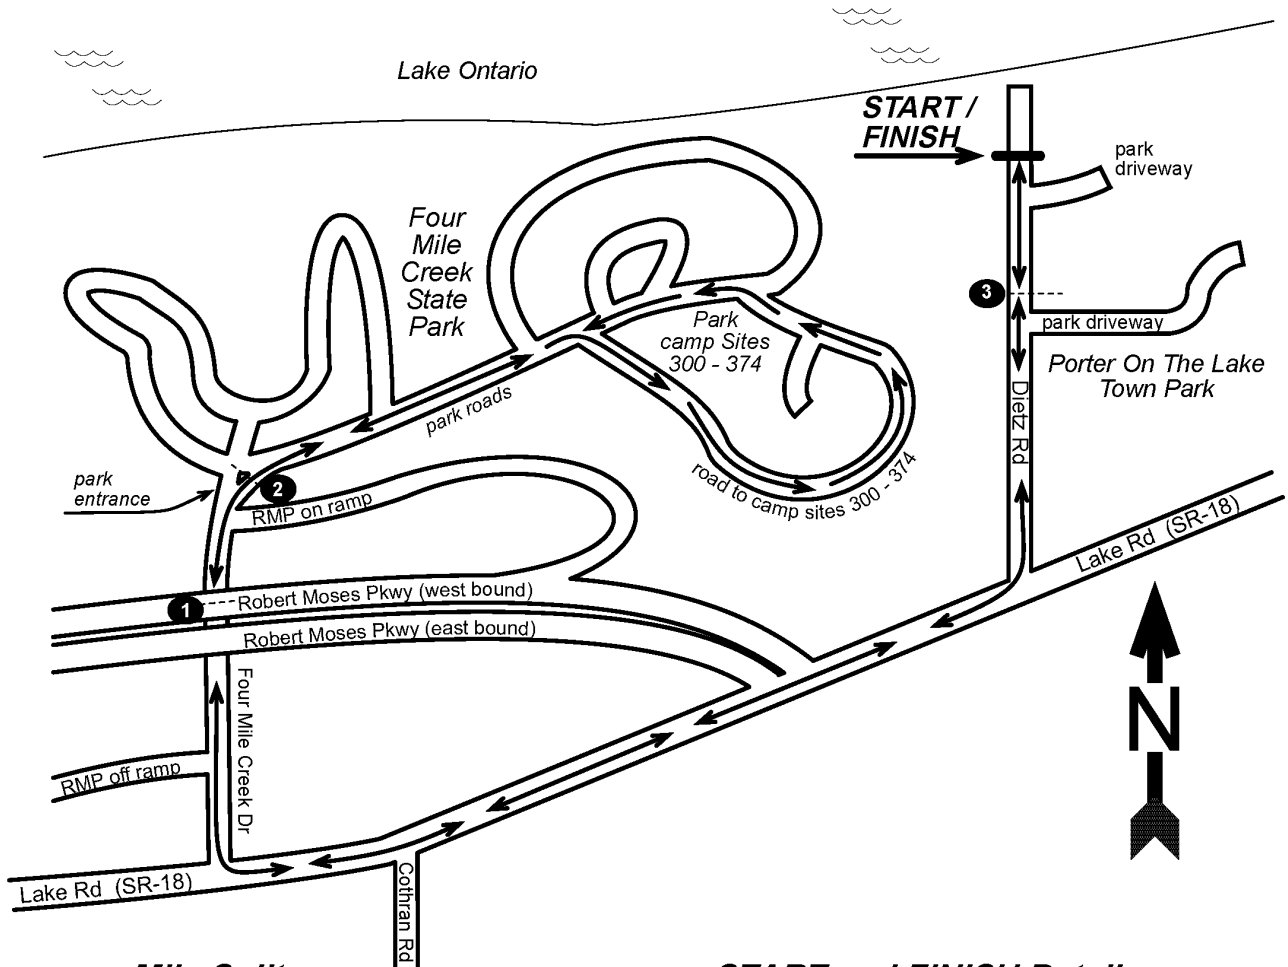 Lake Ontario
START /
FINISH
park
driveway
Four
Mile
Creek
State
Park
3
Park
camp Sites
300 - 374
park driveway
Porter On The Lake
Town Park
Dietz Rd
park roads
road to camp sites 300 - 374
park
entrance
2
RMP on ramp
Lake Rd (SR-18)
1
Robert Moses Pkwy (west bound)
Robert Moses Pkwy (east bound)
Four Mile Creek Dr
N
RMP off ramp
Lake Rd (SR-18)
Cothran Rd